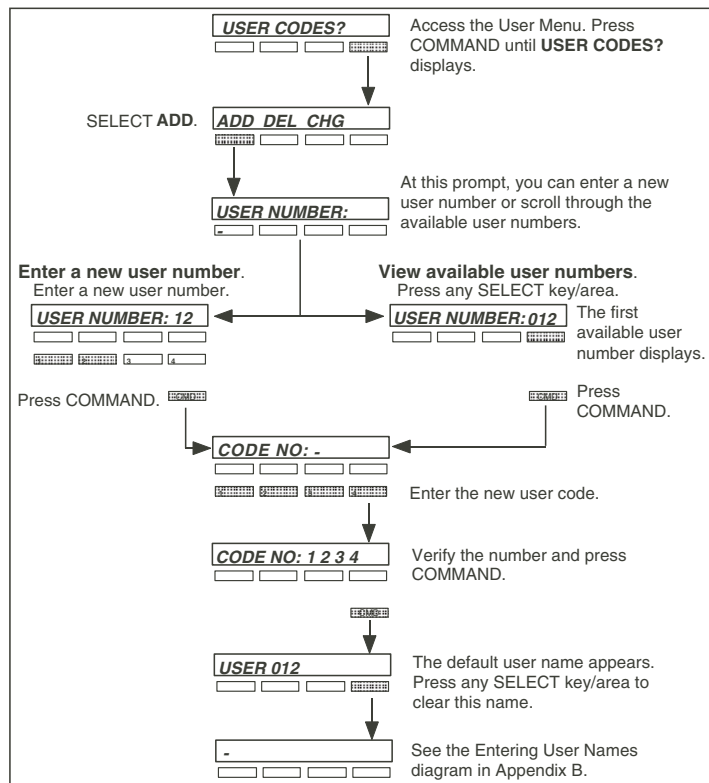 USER CODES?
Access the User Menu. Press
COMMAND until USER CODES?
displays.
SELECT ADD.
ADD DEL CHG
At this prompt, you can enter a new
user number or scroll through the
available user numbers.
USER NUMBER:
-
Enter a new user number.
Enter a new user number.
View available user numbers.
Press any SELECT key/area.
USER NUMBER: 12
USER NUMBER:012
The first
available user
number displays.
1 2 3 4
Press COMMAND.
CMD
CMD
Press
COMMAND.
CODE NO: -
1 2 3 4
Enter the new user code.
CODE NO: 1 2 3 4
Verify the number and press
COMMAND.
CMD
USER 012
The default user name appears.
Press any SELECT key/area to
clear this name.
-
See the Entering User Names
diagram in Appendix B.